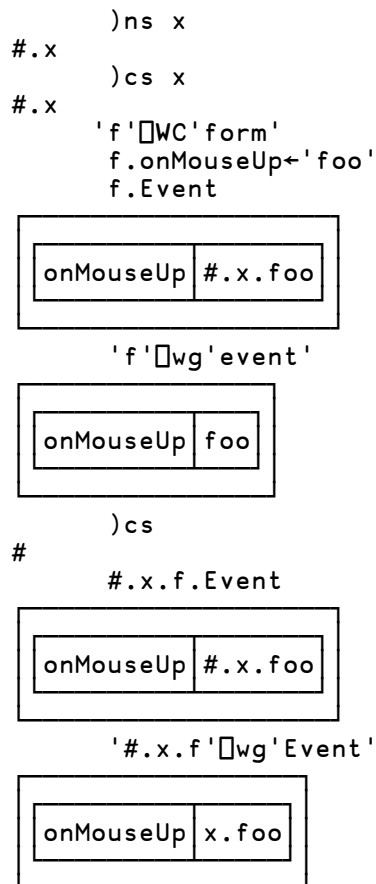 )ns x
#.x
)cs x
#.x
'f'⎕WC'form'
f.onMouseUp←'foo'
f.Event
onMouseUp #.x.foo
'f'⎕wg'event'
onMouseUp foo
)cs
#
#.x.f.Event
onMouseUp #.x.foo
'#.x.f'⎕wg'Event'
onMouseUp x.foo